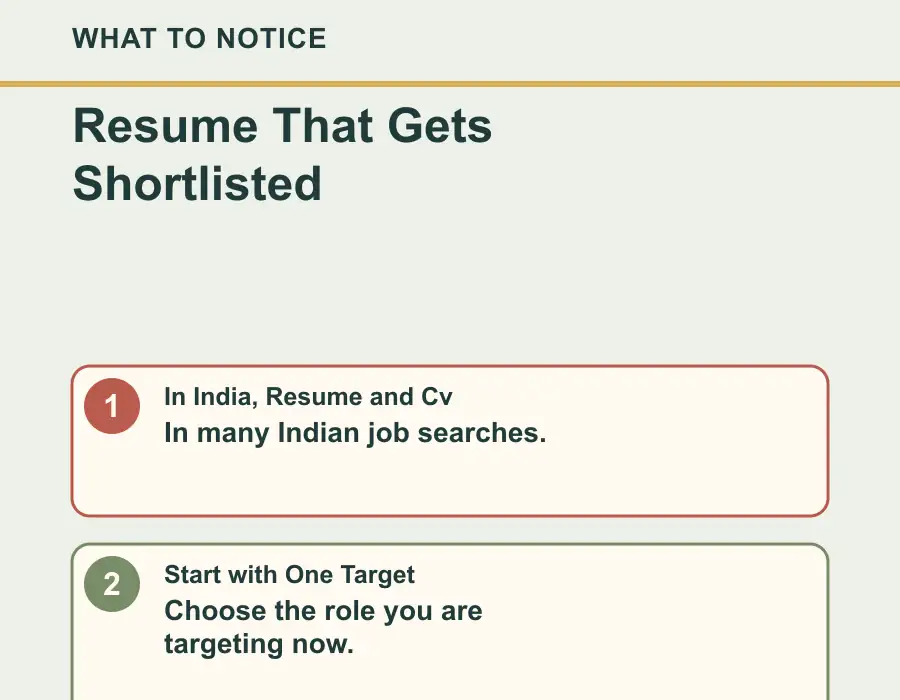 WHAT TO NOTICE
Resume That Gets
Shortlisted
1
In India, Resume and Cv
In many Indian job searches.
2
Start with One Target
Choose the role you are
targeting now.